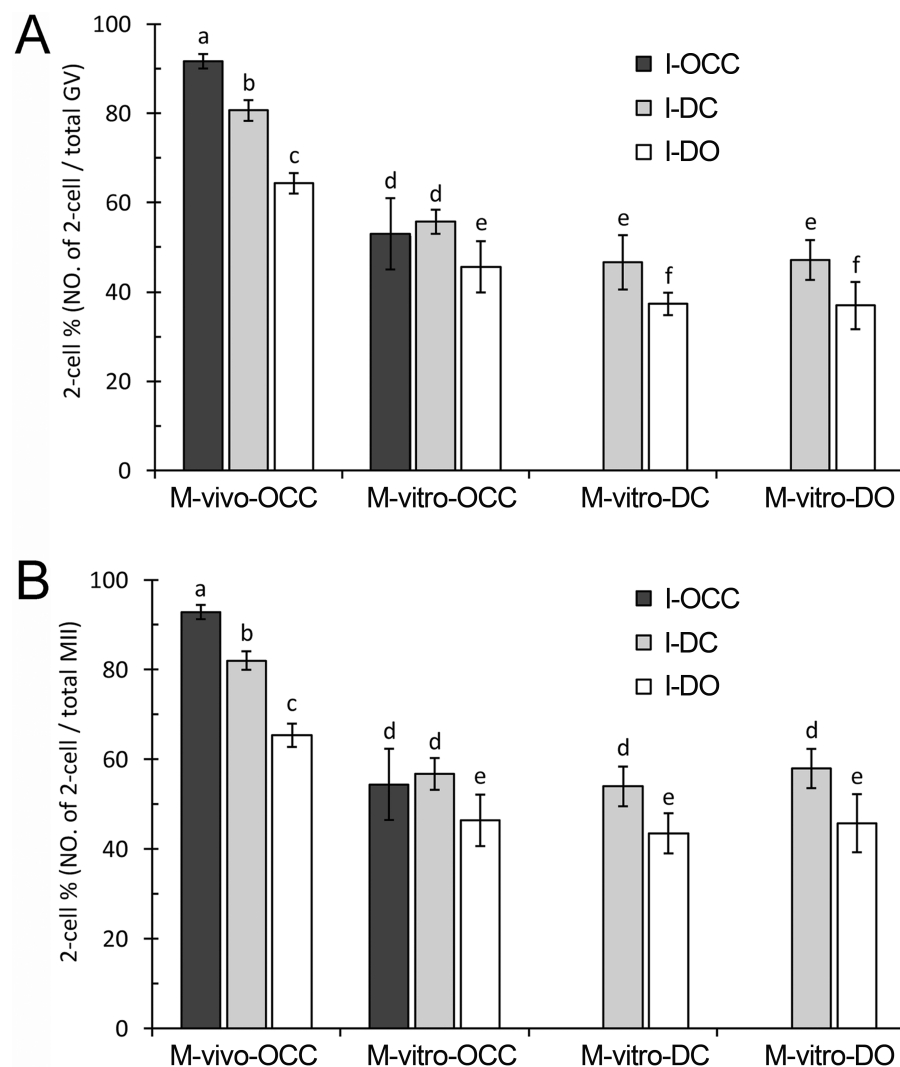 A
2-cell % (NO. of 2-cell / total GV)
100
80
60
40
20
0
a
b
c
d
d
e
e
f
e
f
I-OCC
I-DC
I-DO
M-vivo-OCC
M-vitro-OCC
M-vitro-DC
M-vitro-DO
B
2-cell % (NO. of 2-cell / total MII)
100
80
60
40
20
0
a
b
c
d
d
e
d
e
d
e
I-OCC
I-DC
I-DO
M-vivo-OCC
M-vitro-OCC
M-vitro-DC
M-vitro-DO